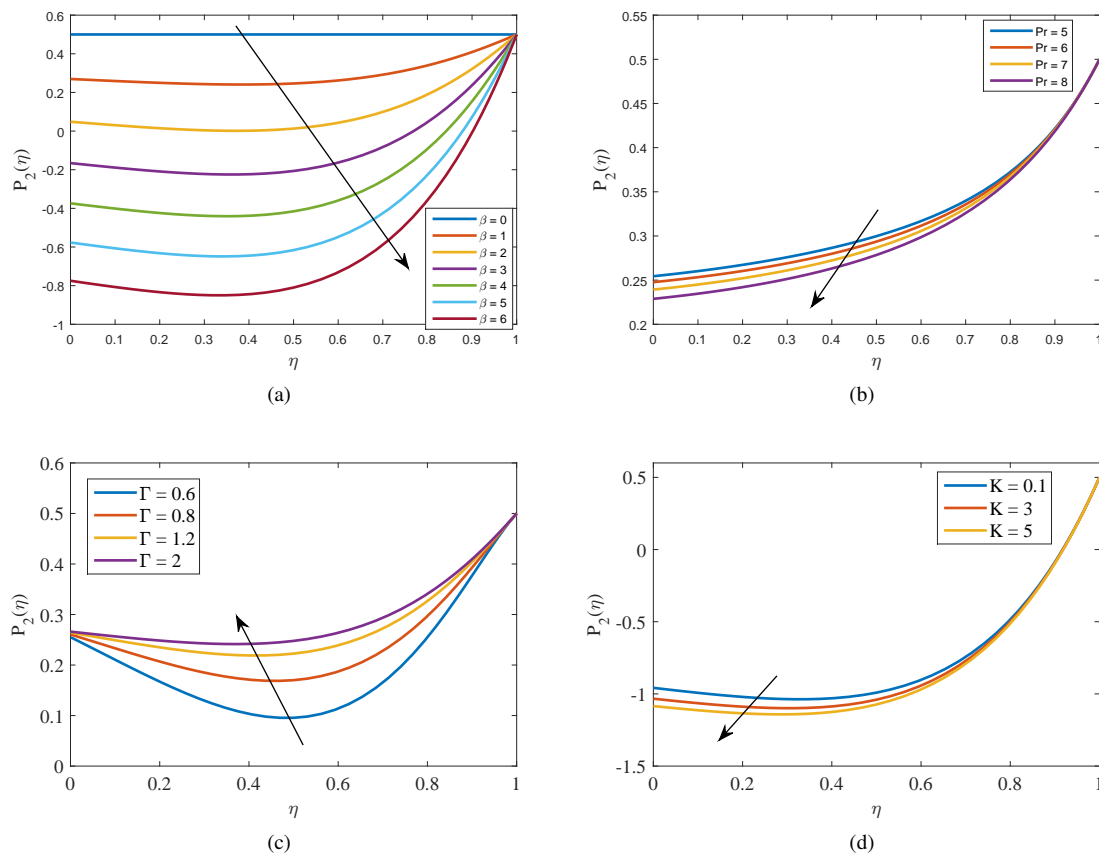 0.6
0.4
0.2
0
-0.2
-0.4
-0.6
-0.8
-1
P₂(η)
β = 0
β = 1
β = 2
β = 3
β = 4
β = 5
β = 6
0 0.1 0.2 0.3 0.4 0.5 0.6 0.7 0.8 0.9 1
η
(a)
0.55
0.5
0.45
0.4
0.35
0.3
0.25
0.2
P₂(η)
Pr = 5
Pr = 6
Pr = 7
Pr = 8
0 0.1 0.2 0.3 0.4 0.5 0.6 0.7 0.8 0.9 1
η
(b)
0.6
0.5
0.4
0.3
0.2
0.1
0
P₂(η)
Γ = 0.6
Γ = 0.8
Γ = 1.2
Γ = 2
0 0.2 0.4 0.6 0.8 1
η
(c)
0.5
0
-0.5
-1
-1.5
P₂(η)
K = 0.1
K = 3
K = 5
0 0.2 0.4 0.6 0.8 1
η
(d)